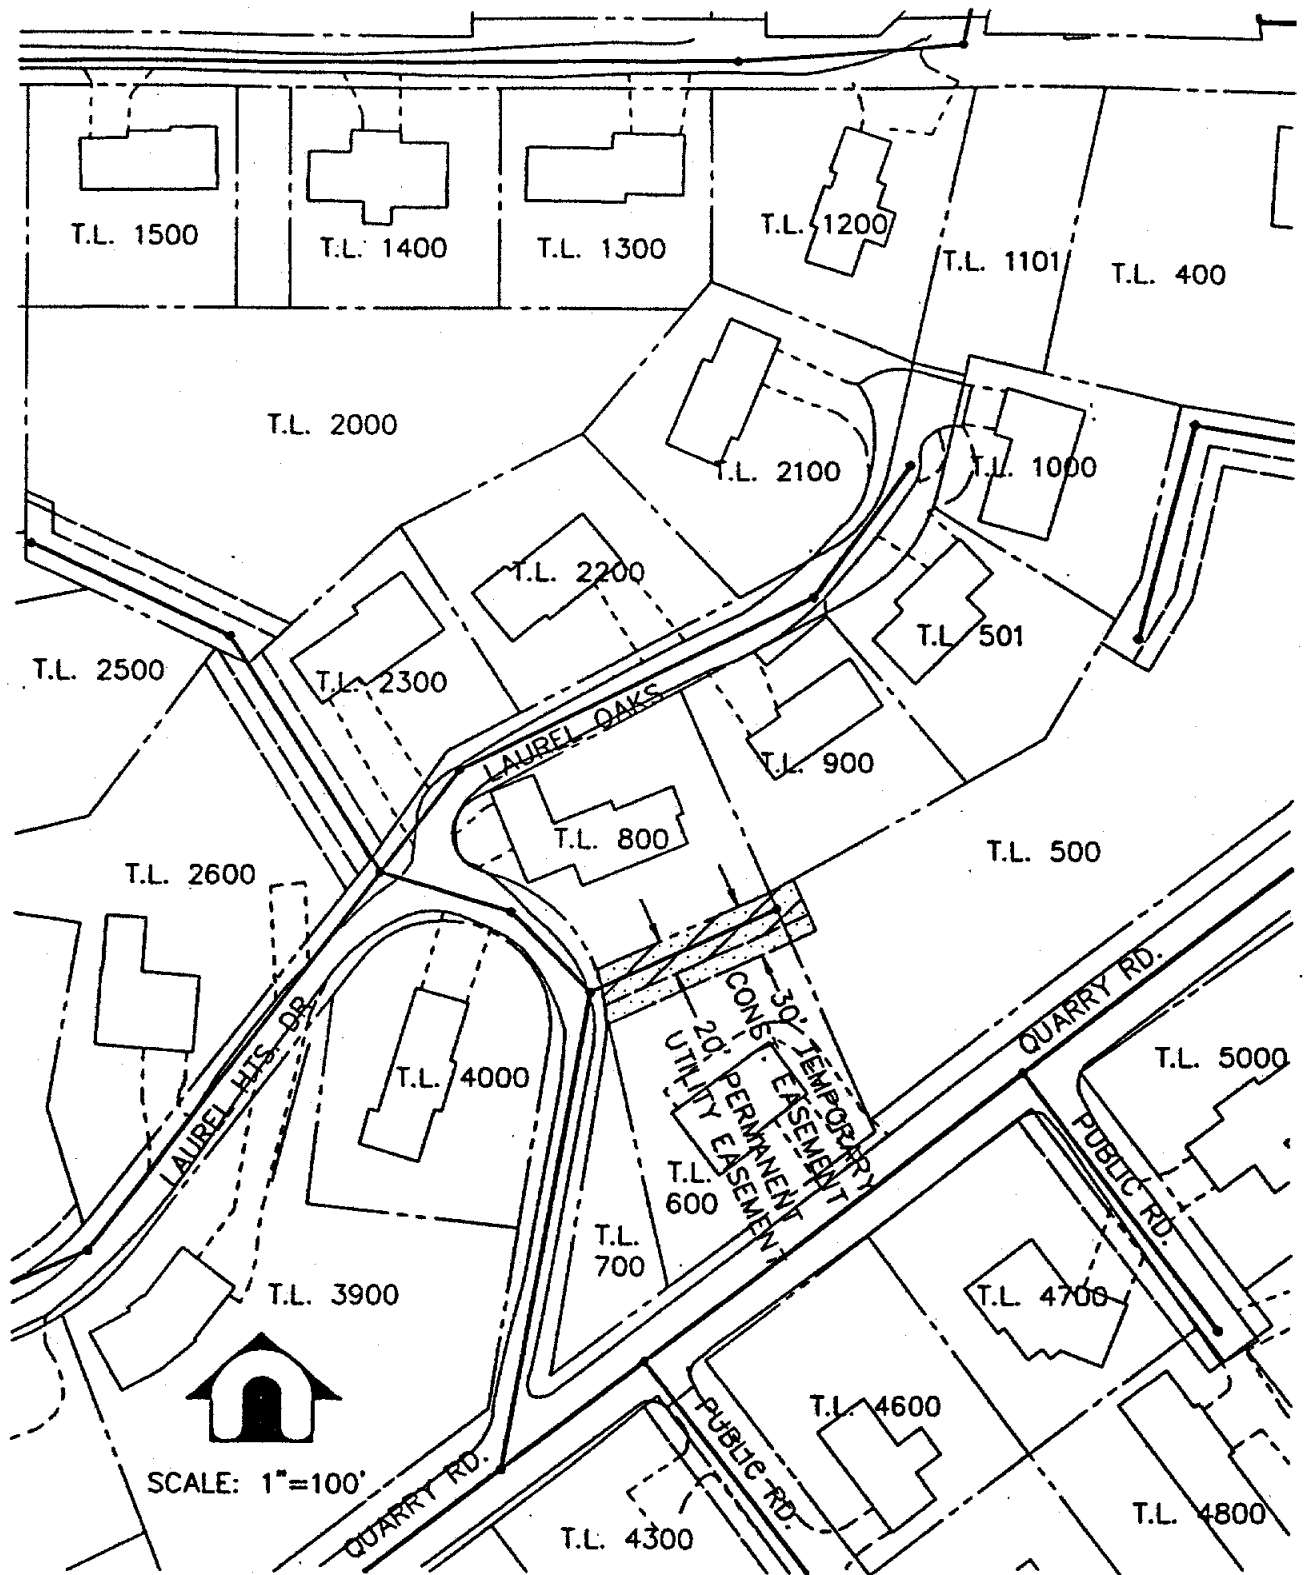 T.L. 1500
T.L. 1400
T.L. 1300
T.L. 1200
T.L. 1101
T.L. 400
T.L. 2000
T.L. 2100
T.L. 1000
T.L. 2200
T.L. 501
T.L. 2500
T.L. 2300
LAUREL OAKS
T.L. 900
T.L. 800
T.L. 500
T.L. 2600
QUARRY RD.
30' TEMPORARY
CONST. EASEMENT
20' PERMANENT
UTILITY EASEMENT
LAUREL HTS. DR.
T.L. 4000
T.L. 5000
PUBLIC RD.
T.L.
600
T.L.
700
T.L. 3900
T.L. 4700
T.L. 4600
PUBLIC RD.
SCALE: 1"=100'
QUARRY RD.
T.L. 4300
T.L. 4800